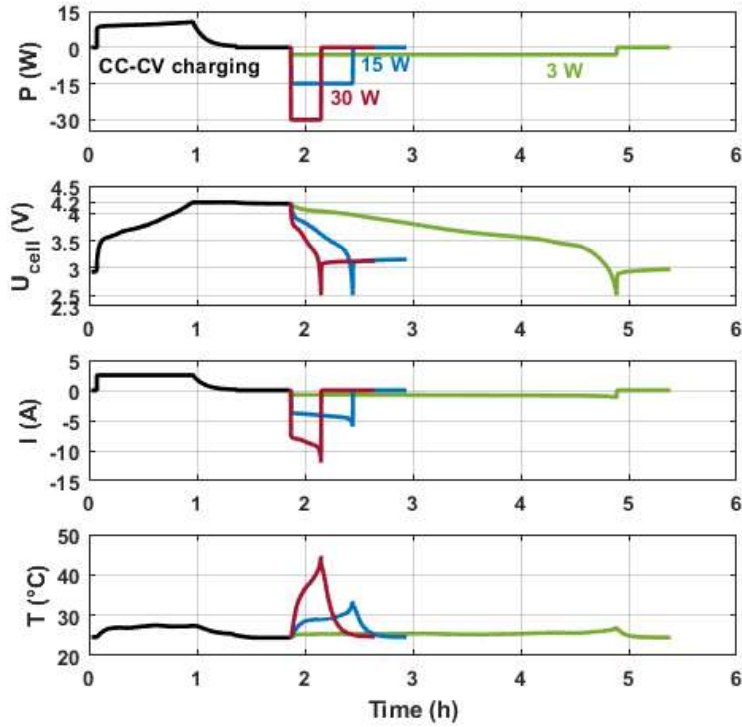 15
0
-15
-30
P (W)
CC-CV charging
15 W
30 W
3 W
0 1 2 3 4 5 6
4.5
4.2
4
3.5
3
2.5
2.3
U_cell (V)
0 1 2 3 4 5 6
5
0
-5
-10
-15
I (A)
0 1 2 3 4 5 6
50
40
30
20
T (°C)
0 1 2 3 4 5 6
Time (h)